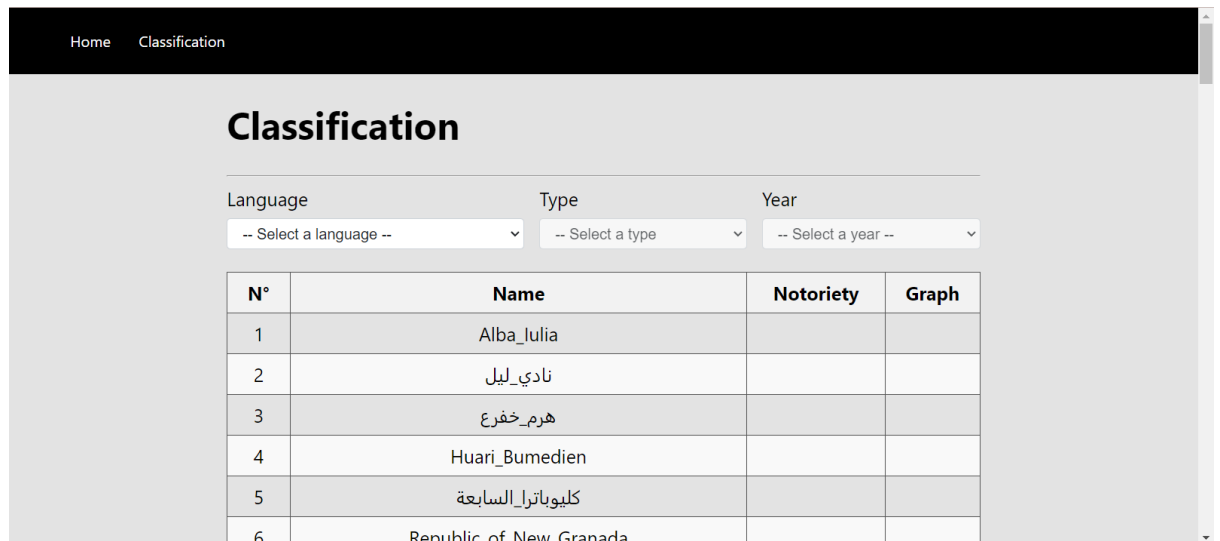 Home Classification
Classification
Language Type Year
-- Select a language -- -- Select a type -- Select a year --
N° Name Notoriety Graph
1 Alba_Iulia
2 نادي_ليل
3 هرم_خفرع
4 Huari_Bumedien
5 كليوباترا_السابعة
6 Republic_of_New_Granada